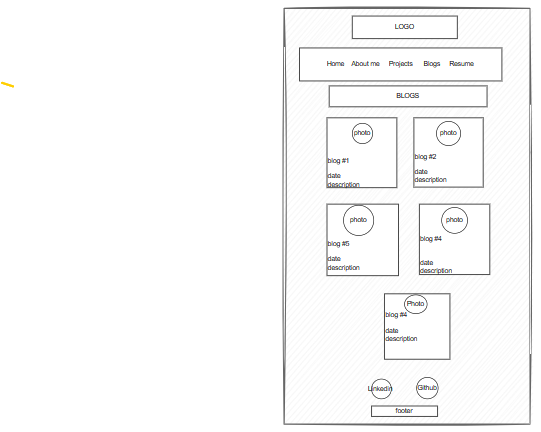 LOGO
Home About me Projects Blogs Resume
BLOGS
photo
blog #1
date
description
photo
blog #2
date
description
photo
blog #5
date
description
photo
blog #4
date
description
Photo
blog #4
date
description
Linkedin
Github
footer